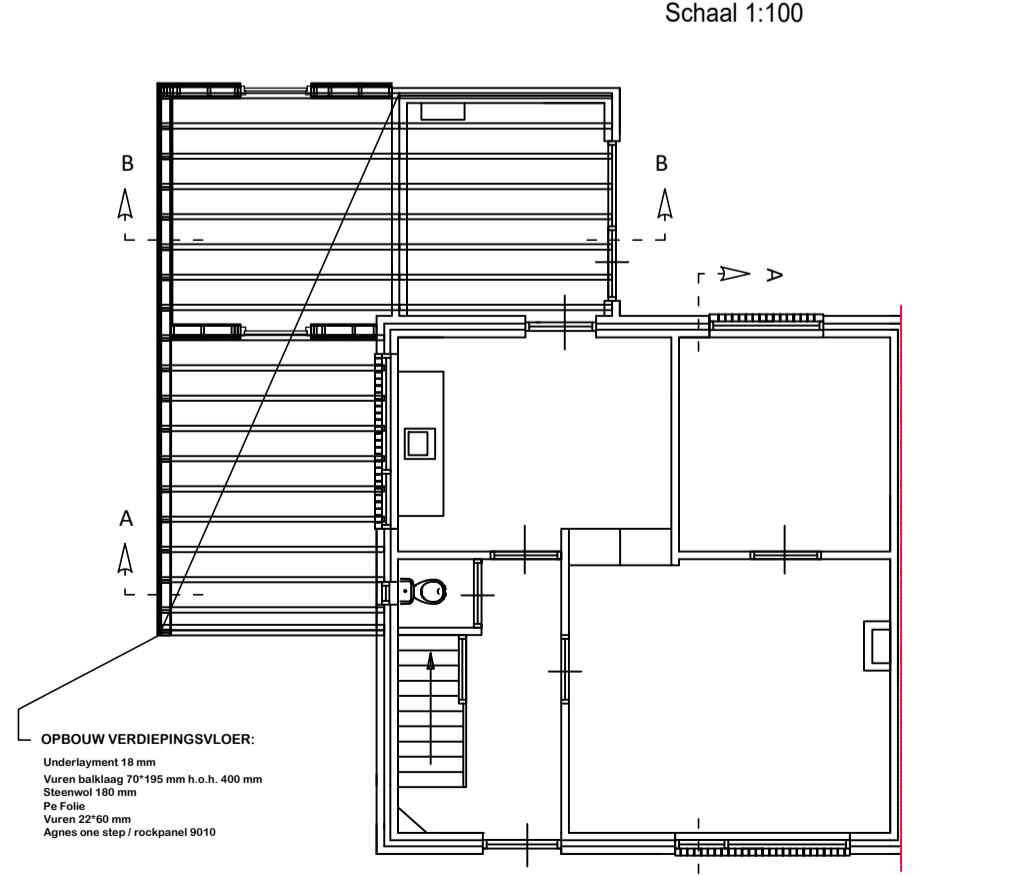 Schaal 1:100
B
B
A
A
OPBOUW VERDIEPINGSVLOER:
Underlayment 18 mm
Vuren balklaag 70*195 mm h.o.h. 400 mm
Steenwol 180 mm
Pe Folie
Vuren 22*60 mm
Agnes one step / rockpanel 9010